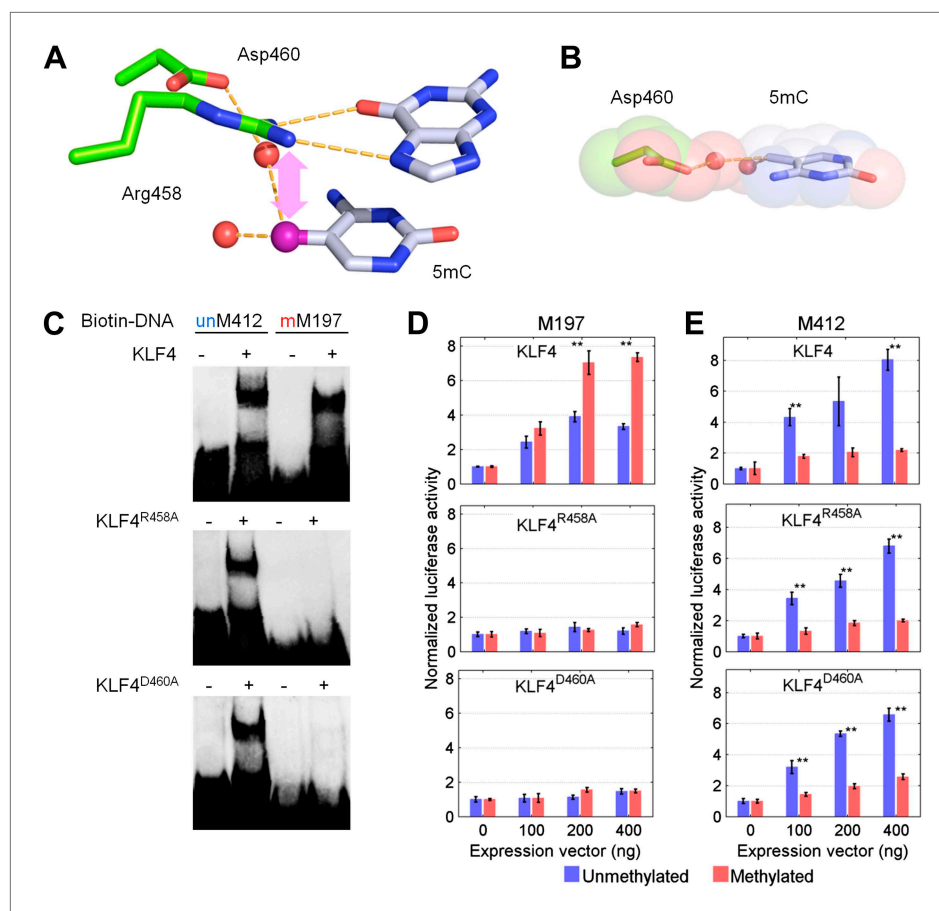 A
Asp460
Arg458
5mC
B
Asp460
5mC
C
Biotin-DNA unM412 mM197
KLF4 - + - +
KLF4R458A - + - +
KLF4D460A - + - +
D
M197
Normalized luciferase activity
KLF4
** **
8
6
4
2
0
KLF4R458A
8
6
4
2
0
KLF4D460A
8
6
4
2
0
0 100 200 400
Expression vector (ng)
E
M412
Normalized luciferase activity
KLF4
** **
8
6
4
2
0
KLF4R458A
** ** **
8
6
4
2
0
KLF4D460A
** ** **
8
6
4
2
0
0 100 200 400
Expression vector (ng)
Unmethylated Methylated